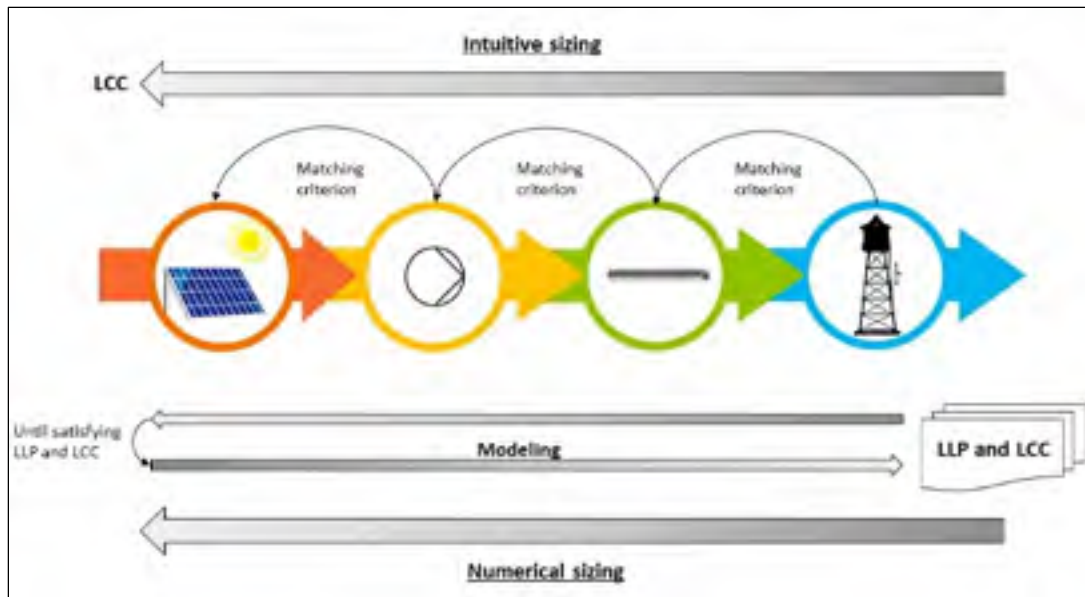 Intuitive sizing
LCC
Matching
criterion
Matching
criterion
Matching
criterion
Until satisfying
LLP and LCC
Modeling
LLP and LCC
Numerical sizing